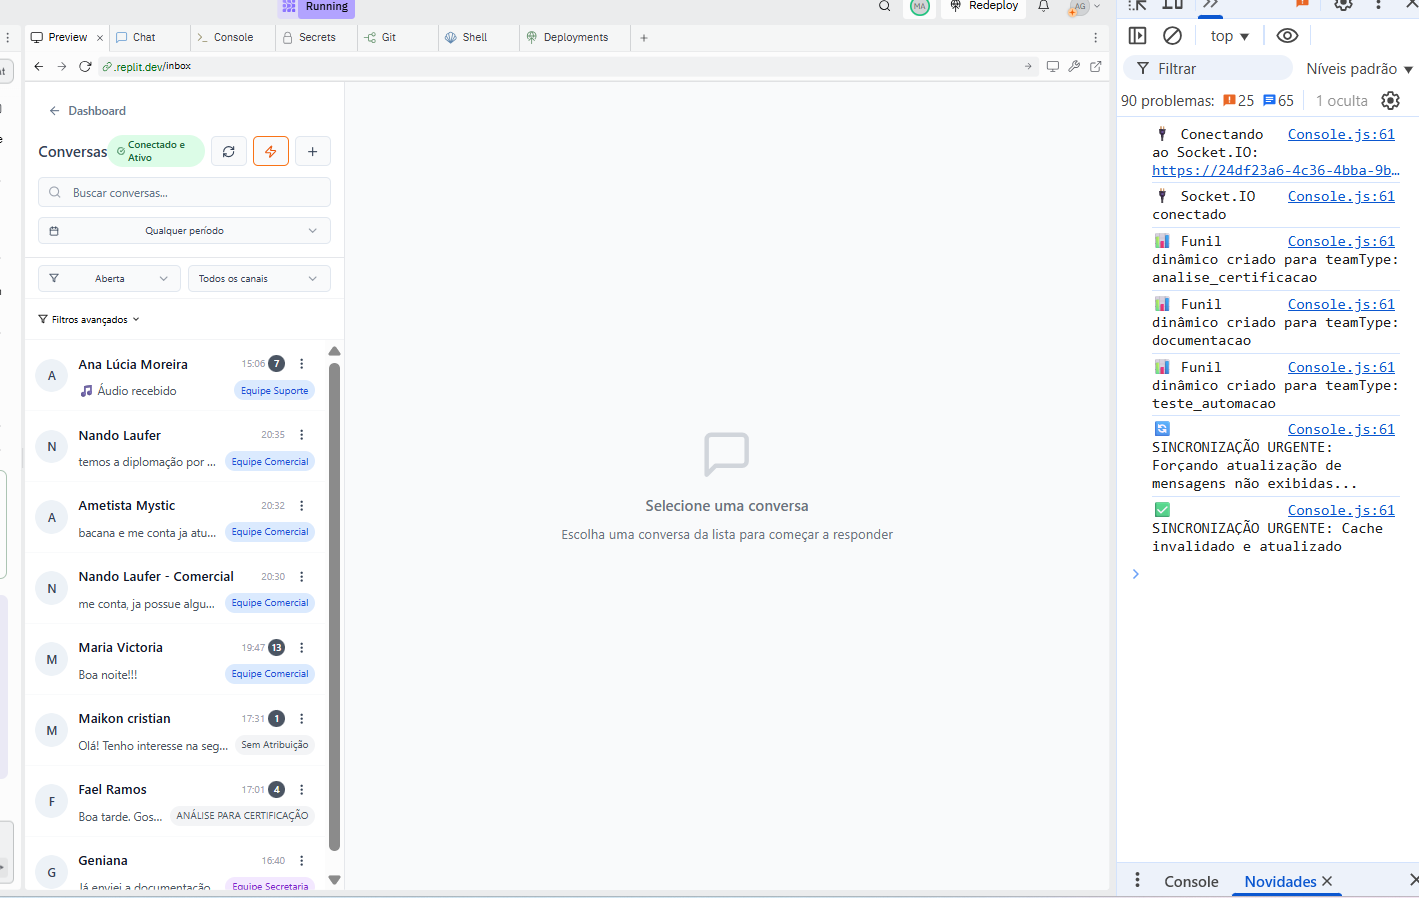 Running
MA
Redeploy
AG
Preview
Chat
Console
Secrets
Git
Shell
Deployments
.replit.dev/inbox
Dashboard
Conversas
Conectado e
Ativo
Buscar conversas...
Qualquer período
Aberta
Todos os canais
Filtros avançados
A
Ana Lúcia Moreira
15:06
7
Áudio recebido
Equipe Suporte
N
Nando Laufer
20:35
temos a diplomação por ...
Equipe Comercial
A
Ametista Mystic
20:32
bacana e me conta ja atu...
Equipe Comercial
N
Nando Laufer - Comercial
20:30
me conta, ja possue algu...
Equipe Comercial
M
Maria Victoria
19:47
13
Boa noite!!!
Equipe Comercial
M
Maikon cristian
17:31
1
Olá! Tenho interesse na seg...
Sem Atribuição
F
Fael Ramos
17:01
4
Boa tarde. Gos...
ANÁLISE PARA CERTIFICAÇÃO
G
Geniana
16:40
Já enviei a documentação
Equipe Secretaria
Selecione uma conversa
Escolha uma conversa da lista para começar a responder
top
Filtrar
Níveis padrão
90 problemas:
25
65
1 oculta
Conectando
Console.js:61
ao Socket.IO:
https://24df23a6-4c36-4bba-9b…
Socket.IO
Console.js:61
conectado
Funil
Console.js:61
dinâmico criado para teamType:
analise_certificacao
Funil
Console.js:61
dinâmico criado para teamType:
documentacao
Funil
Console.js:61
dinâmico criado para teamType:
teste_automacao
Console.js:61
SINCRONIZAÇÃO URGENTE:
Forçando atualização de
mensagens não exibidas...
Console.js:61
SINCRONIZAÇÃO URGENTE: Cache
invalidado e atualizado
Console
Novidades